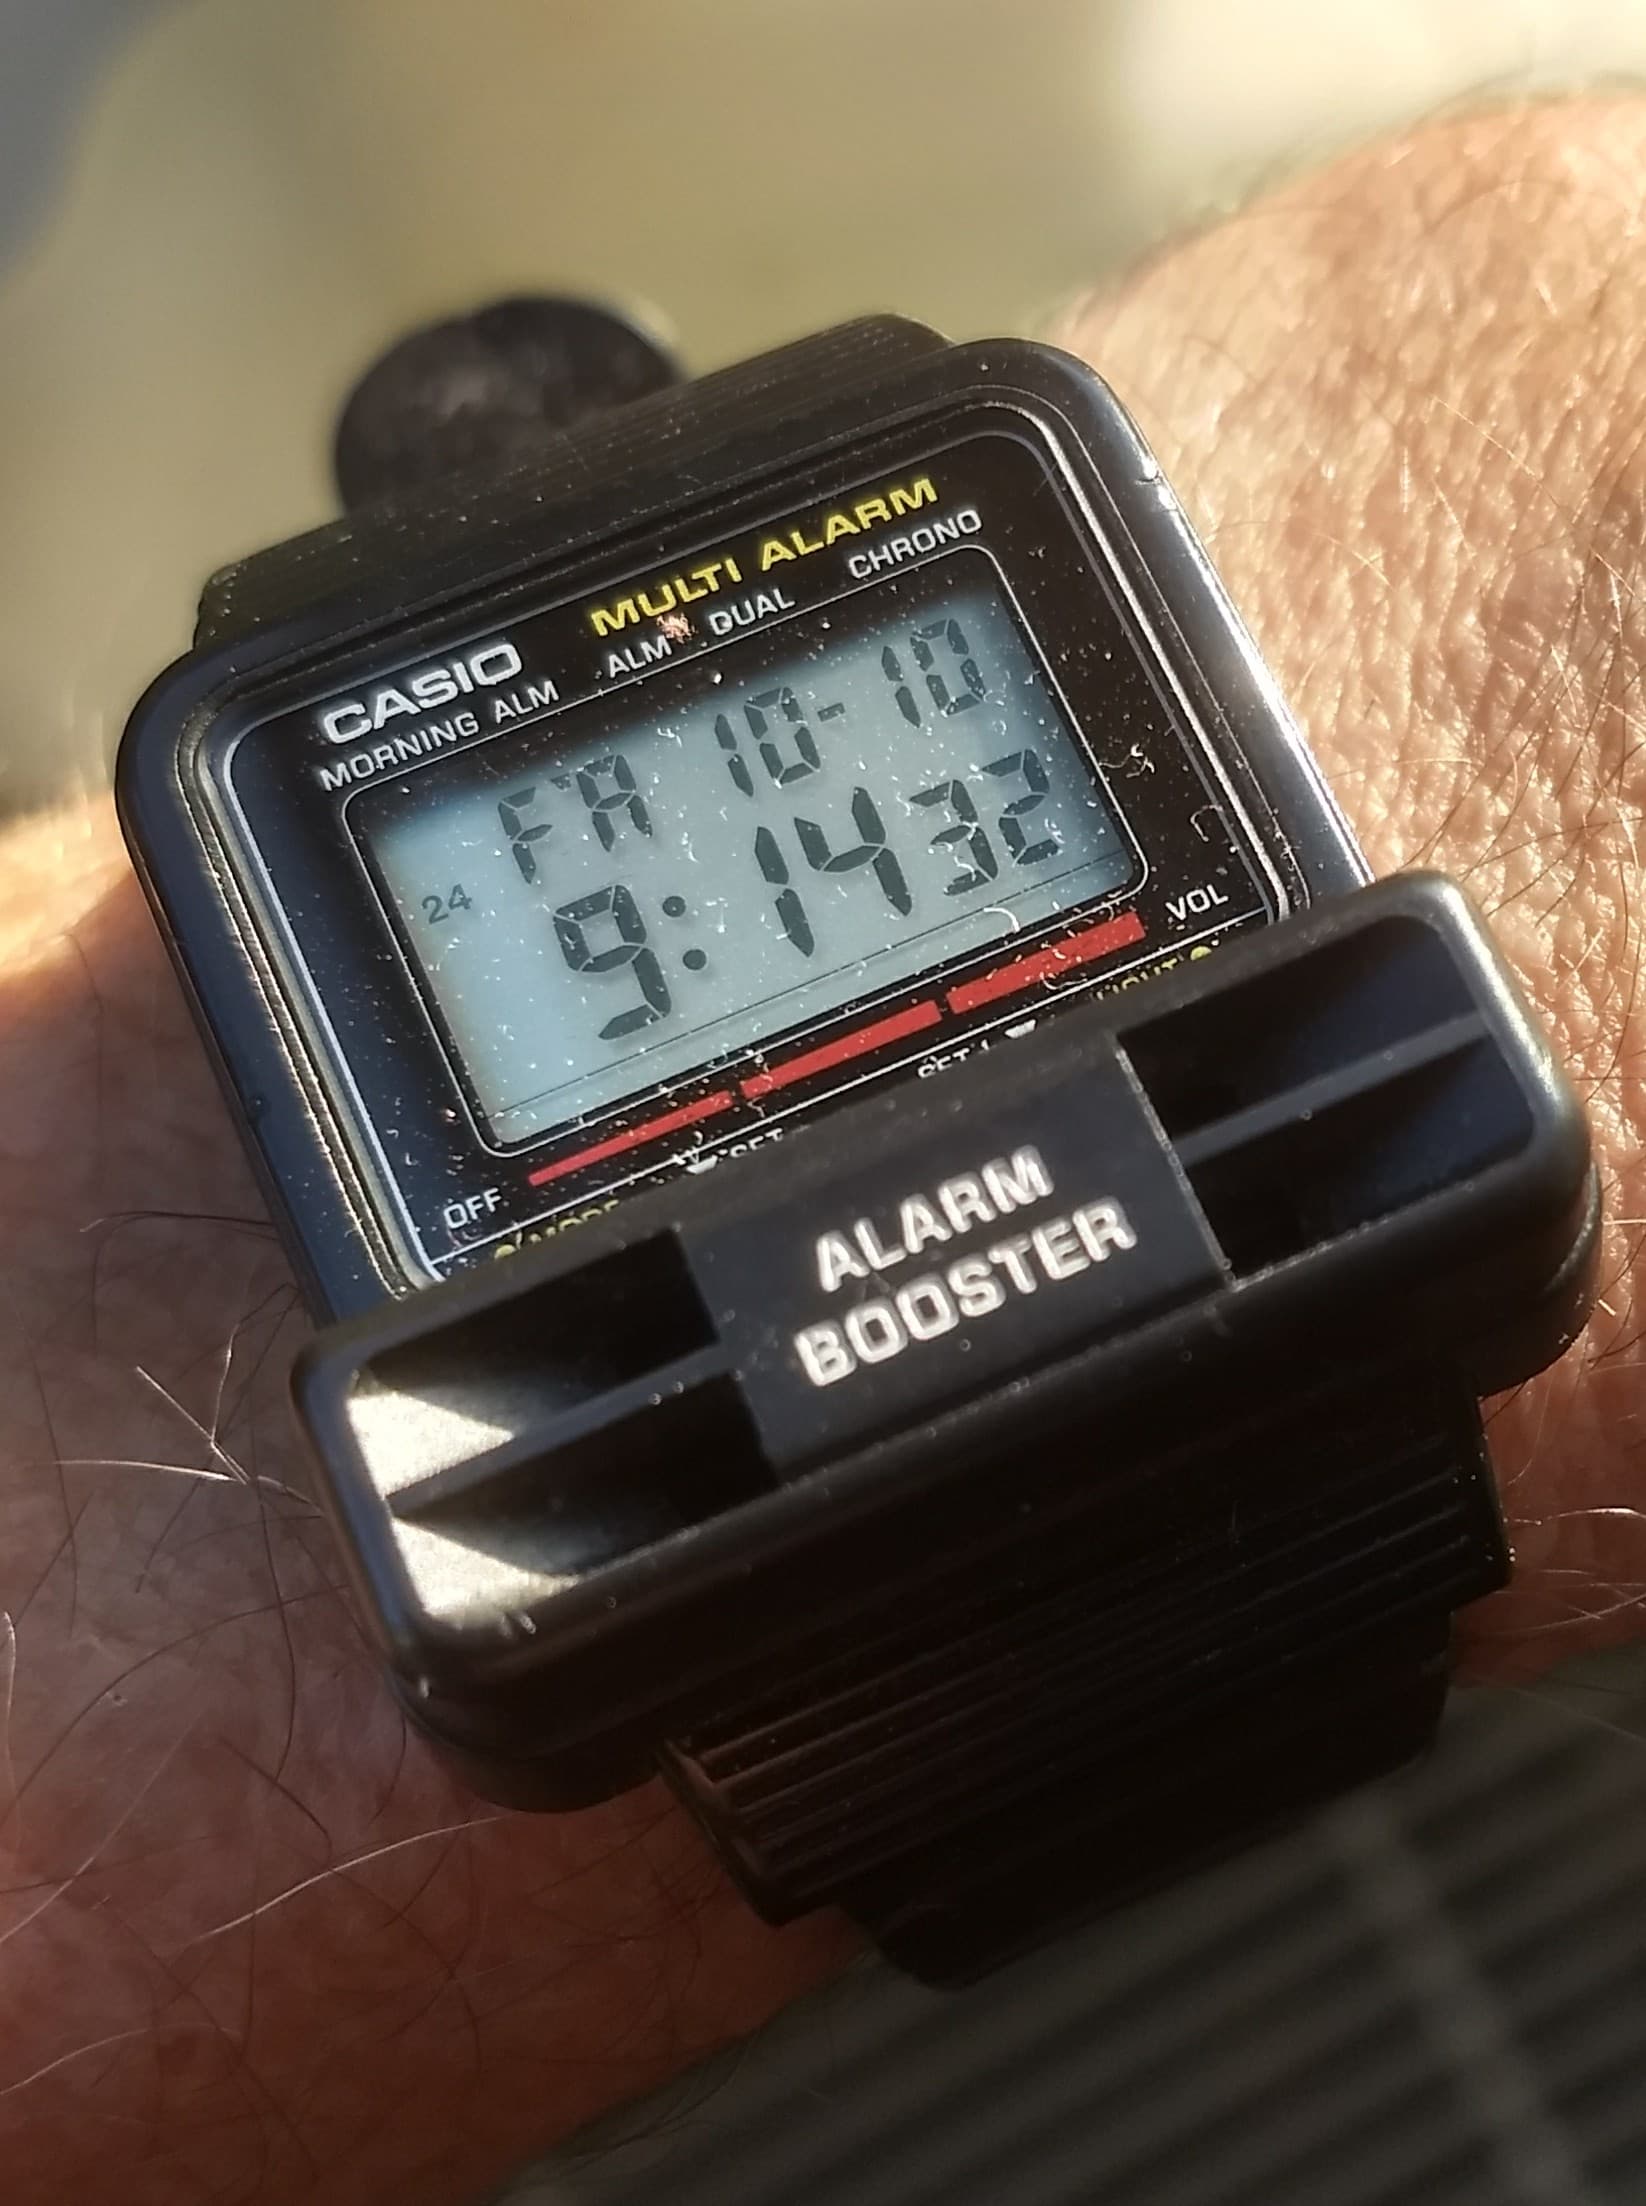 MULTI ALARM
CASIO
MORNING ALM ALM DUAL CHRONO
FR 10-10
24 9:14 32
VOL
OFF
ALARM
BOOSTER